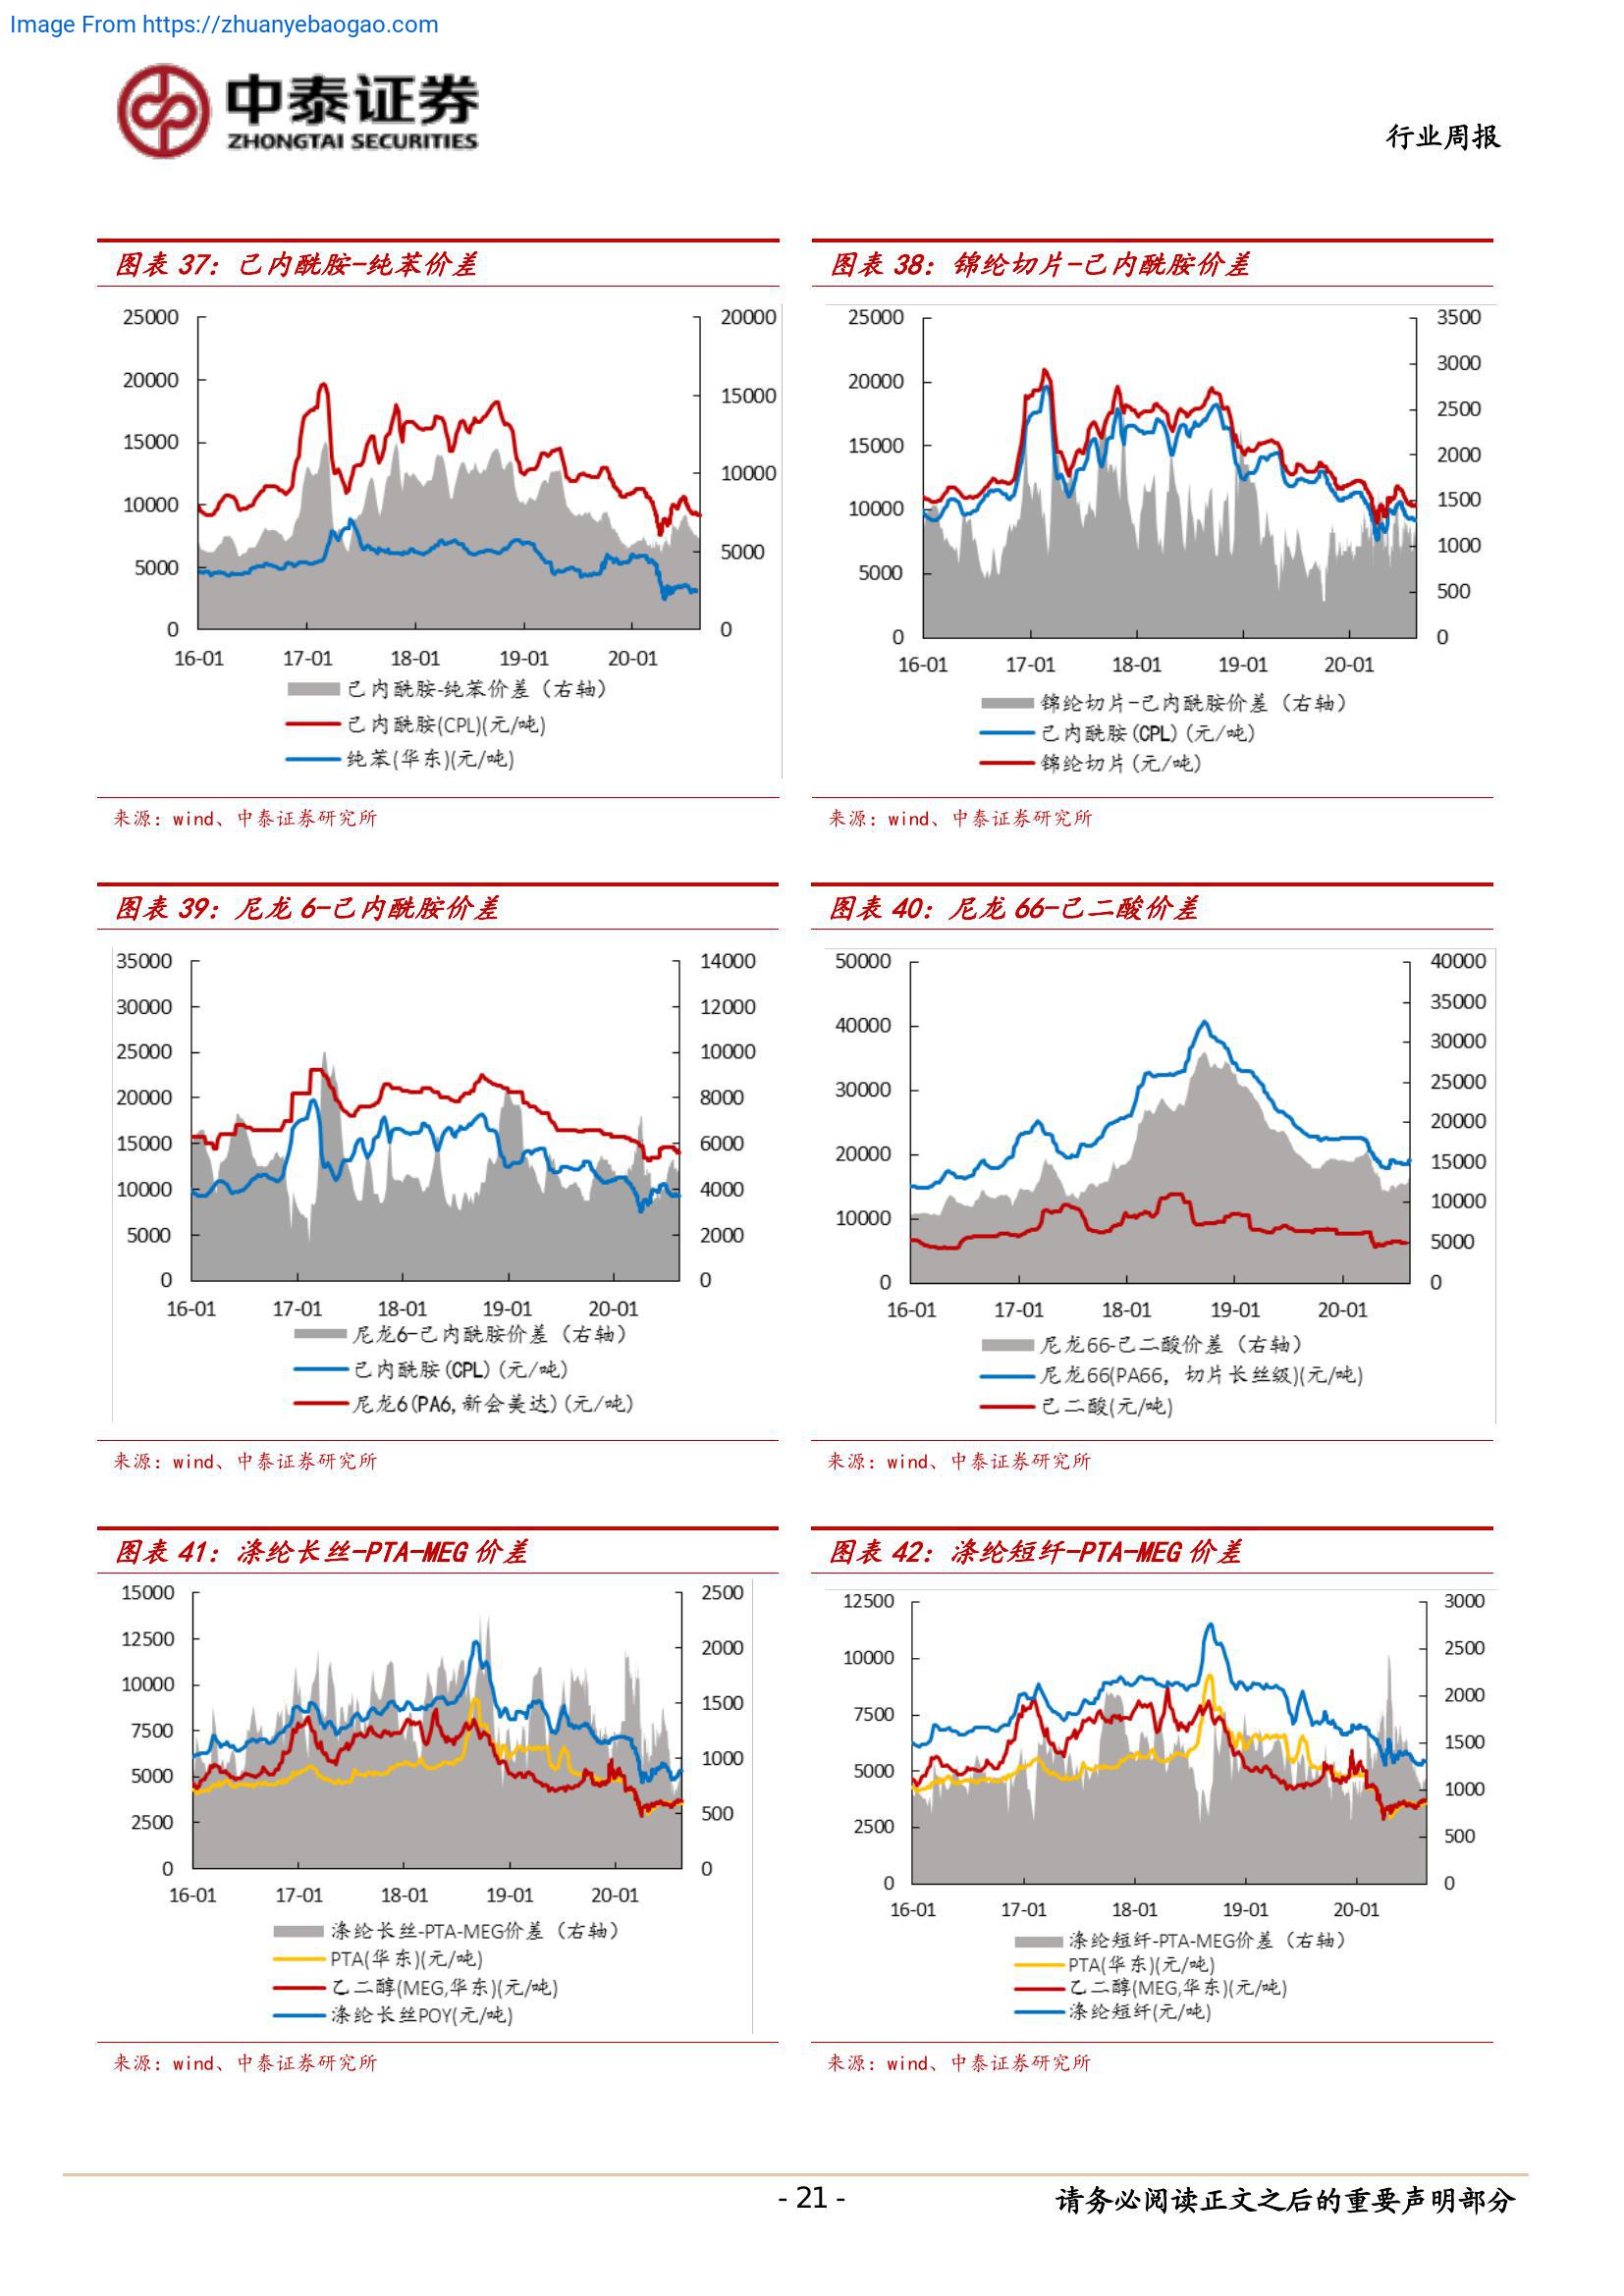 Image From https://zhuanyebaogao.com
中泰证券
ZHONGTAI SECURITIES
行业周报
图表 37：己内酰胺-纯苯价差
25000
20000
15000
10000
5000
0
20000
15000
10000
5000
0
16-01 17-01 18-01 19-01 20-01
己内酰胺-纯苯价差（右轴）
己内酰胺(CPL)(元/吨)
纯苯(华东)(元/吨)
来源：wind、中泰证券研究所
图表 38：锦纶切片-己内酰胺价差
25000
20000
15000
10000
5000
0
3500
3000
2500
2000
1500
1000
500
0
16-01 17-01 18-01 19-01 20-01
锦纶切片-己内酰胺价差（右轴）
己内酰胺(CPL)(元/吨)
锦纶切片(元/吨)
来源：wind、中泰证券研究所
图表 39：尼龙 6-己内酰胺价差
35000
30000
25000
20000
15000
10000
5000
0
14000
12000
10000
8000
6000
4000
2000
0
16-01 17-01 18-01 19-01 20-01
尼龙6-己内酰胺价差（右轴）
己内酰胺(CPL)(元/吨)
尼龙6(PA6,新会美达)(元/吨)
来源：wind、中泰证券研究所
图表 40：尼龙 66-己二酸价差
50000
40000
30000
20000
10000
0
40000
35000
30000
25000
20000
15000
10000
5000
0
16-01 17-01 18-01 19-01 20-01
尼龙66-己二酸价差（右轴）
尼龙66(PA66，切片长丝级)(元/吨)
己二酸(元/吨)
来源：wind、中泰证券研究所
图表 41：涤纶长丝-PTA-MEG 价差
15000
12500
10000
7500
5000
2500
0
2500
2000
1500
1000
500
0
16-01 17-01 18-01 19-01 20-01
涤纶长丝-PTA-MEG价差（右轴）
PTA(华东)(元/吨)
乙二醇(MEG,华东)(元/吨)
涤纶长丝POY(元/吨)
来源：wind、中泰证券研究所
图表 42：涤纶短纤-PTA-MEG 价差
12500
10000
7500
5000
2500
0
3000
2500
2000
1500
1000
500
0
16-01 17-01 18-01 19-01 20-01
涤纶短纤-PTA-MEG价差（右轴）
PTA(华东)(元/吨)
乙二醇(MEG,华东)(元/吨)
涤纶短纤(元/吨)
来源：wind、中泰证券研究所
- 21 -
请务必阅读正文之后的重要声明部分